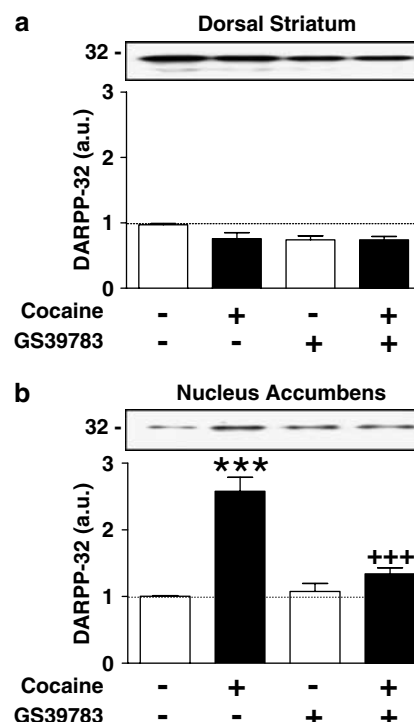 a
Dorsal Striatum
32 -
DARPP-32 (a.u.)
3
2
1
0
Cocaine - + - +
GS39783 - - + +
b
Nucleus Accumbens
32 -
DARPP-32 (a.u.)
3
2
1
0
***
+++
Cocaine - + - +
GS39783 - - + +